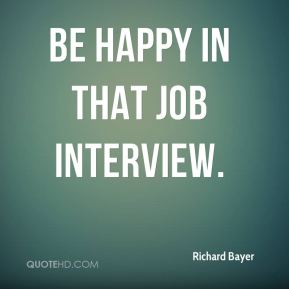 BE HAPPY IN
THAT JOB
INTERVIEW.
Richard Bayer
QUOTEHD.COM